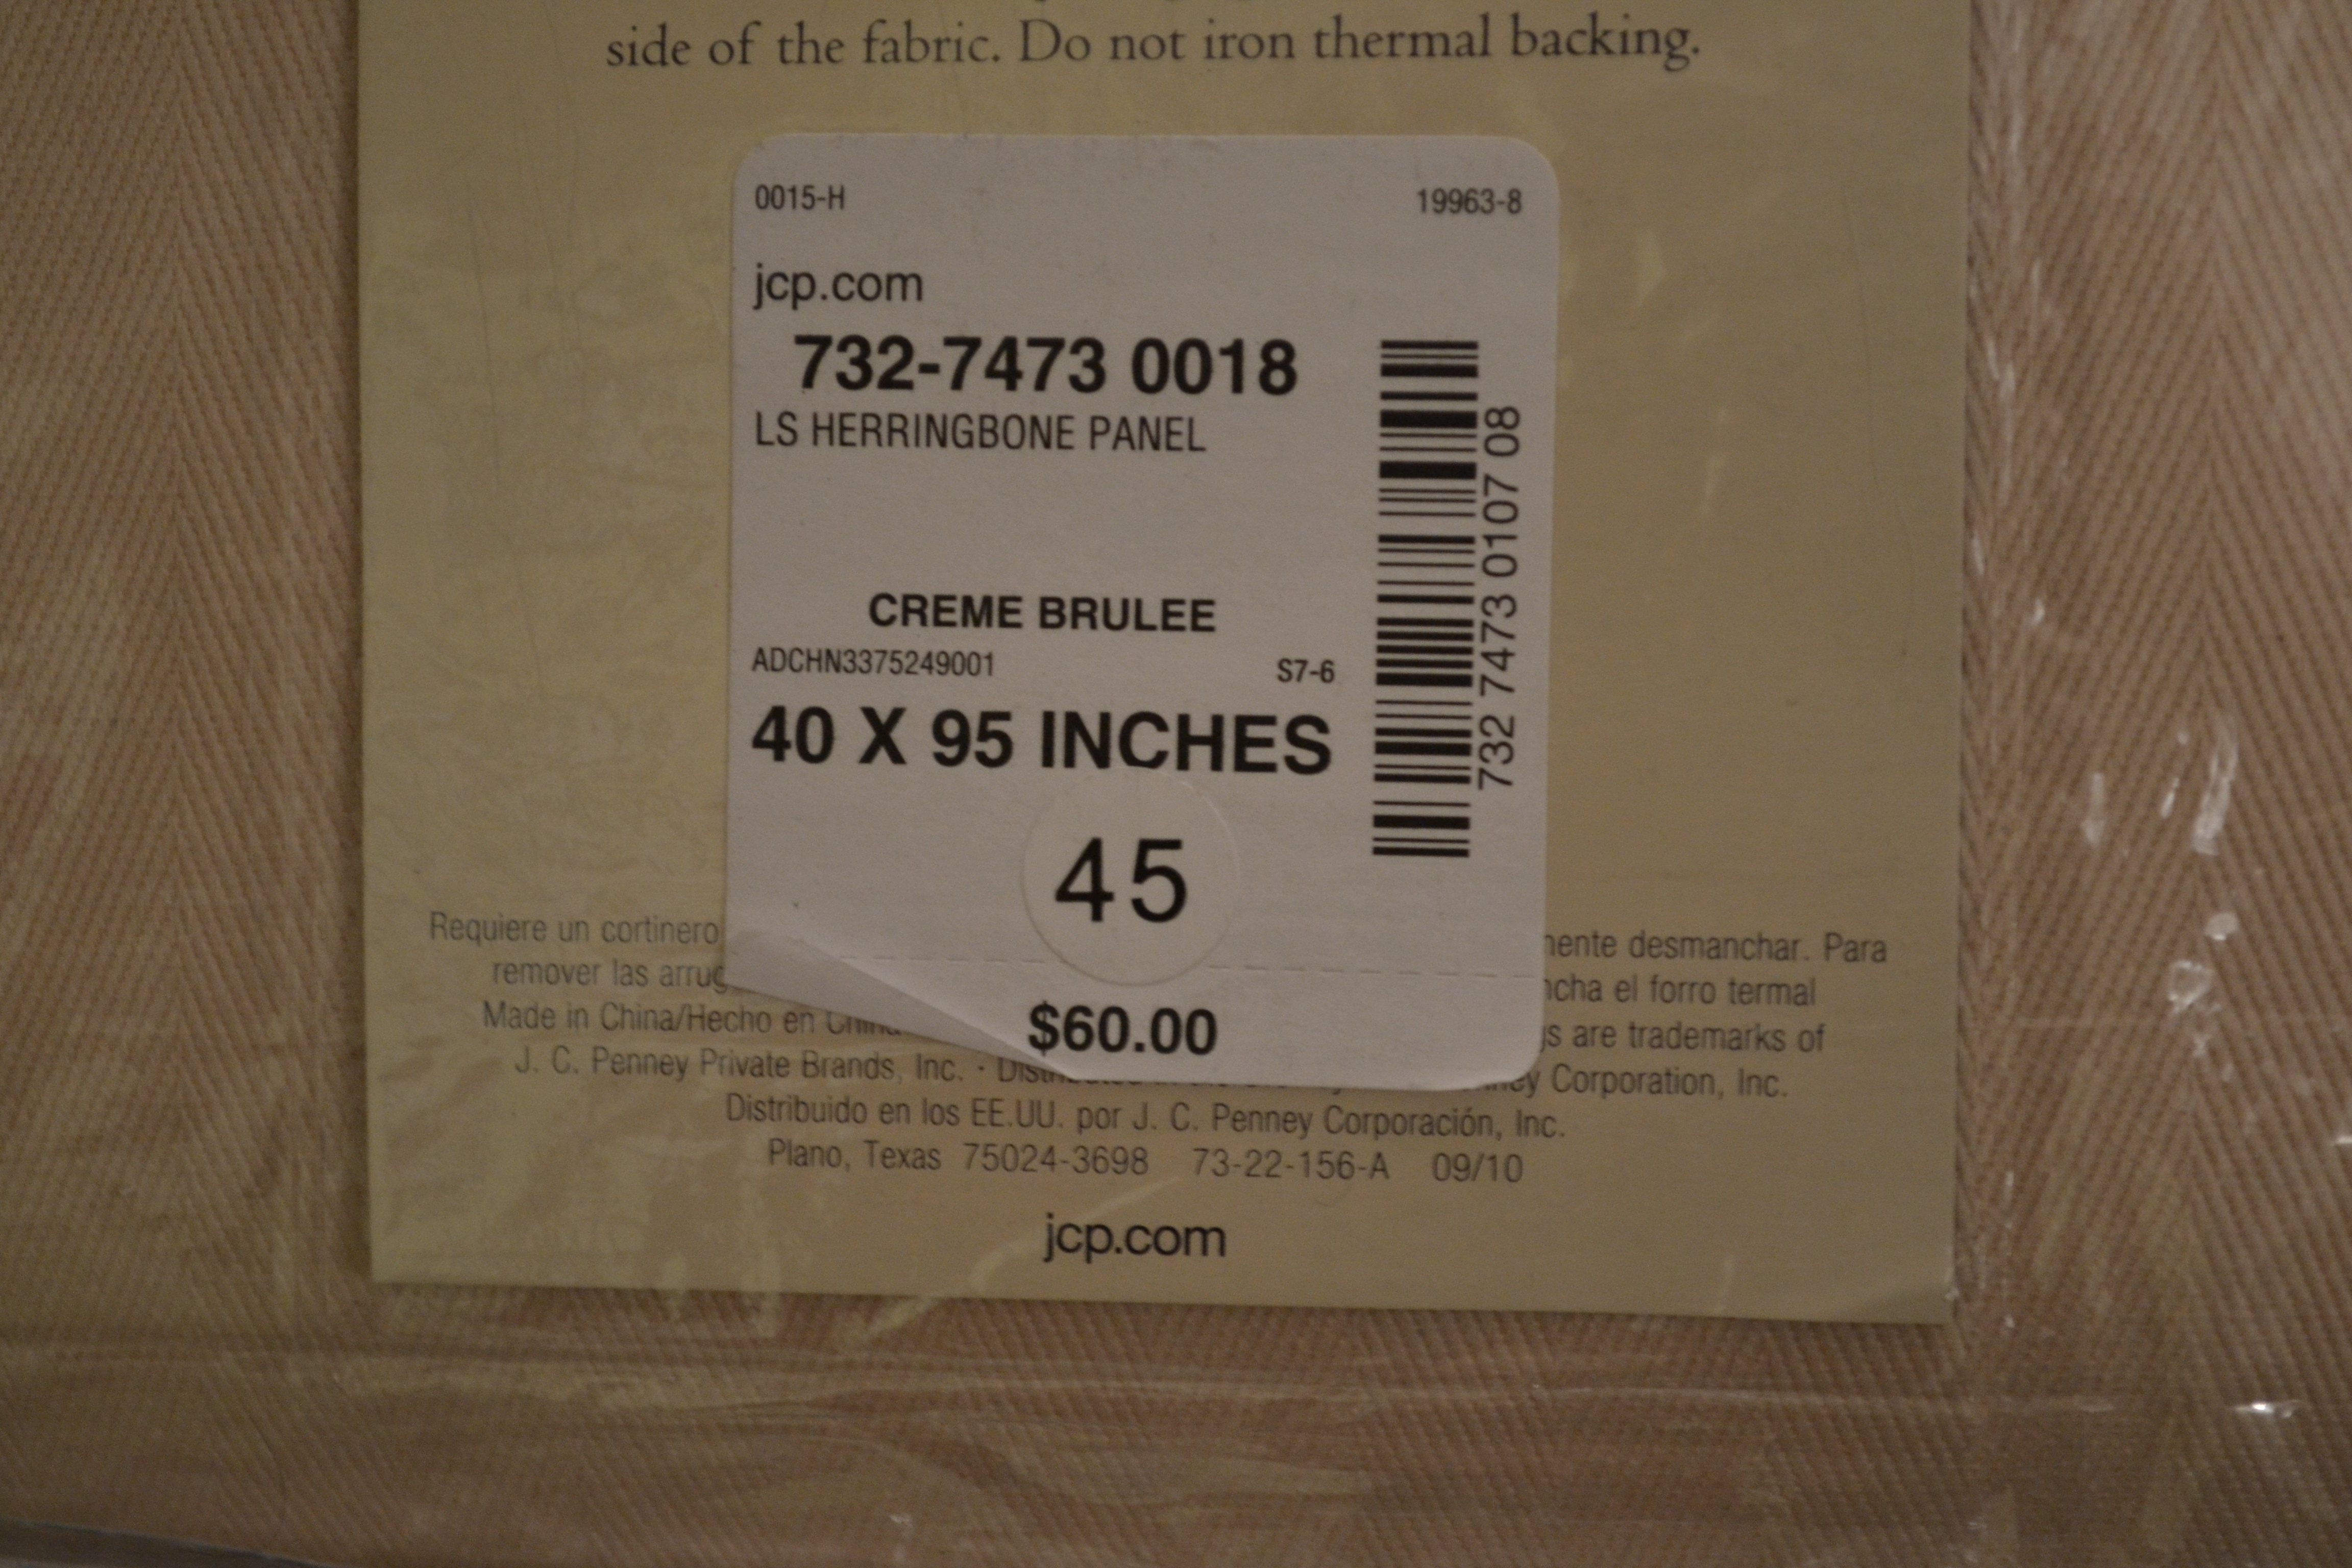 side of the fabric. Do not iron thermal backing.
0015-H 19963-8
jcp.com
732-7473 0018
LS HERRINGBONE PANEL
CREME BRULEE
ADCHN3375249001 S7-6
40 X 95 INCHES
732 7473 0107 08
45
$60.00
Requiere un cortinero desmanchar. Para
remover las el forro termal
Made in China/Hecho en are trademarks of
J. C. Penney Private Brands, Inc. · Corporation, Inc.
Distribuido en los EE.UU. por J. C. Penney Corporación, Inc.
Plano, Texas 75024-3698 73-22-156-A 09/10
jcp.com